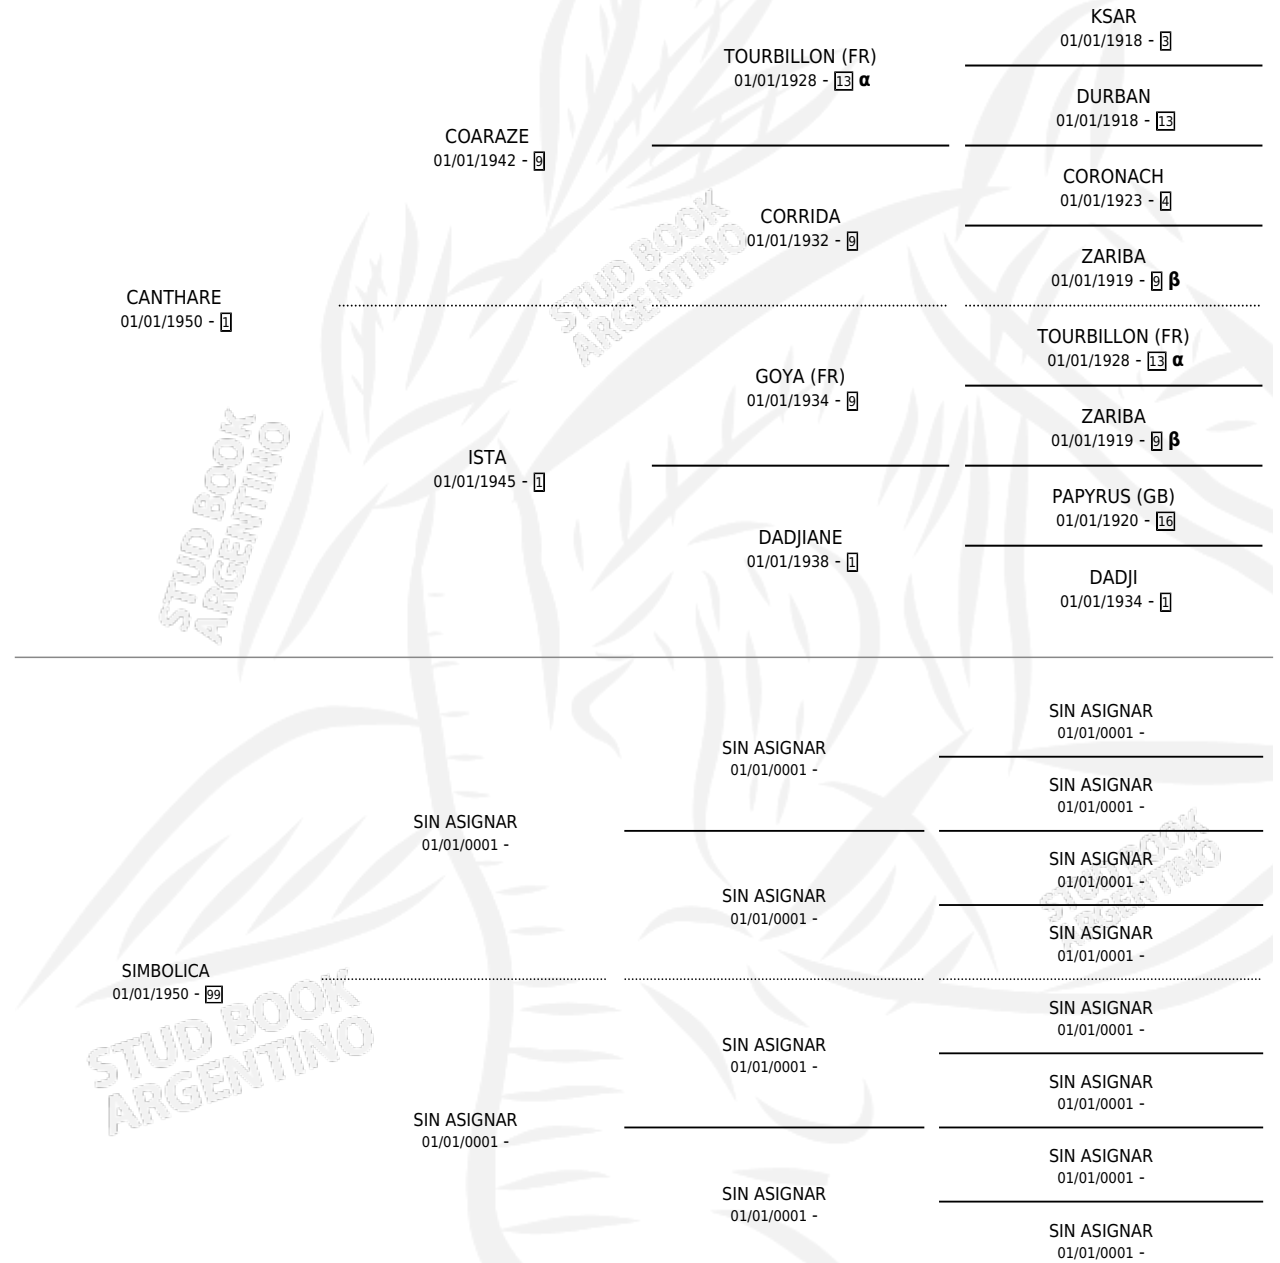 KSAR
01/01/1918 - 3
TOURBILLON (FR)
01/01/1928 - 13 α
DURBAN
01/01/1918 - 13
COARAZE
01/01/1942 - 9
CORONACH
01/01/1923 - 4
CORRIDA
01/01/1932 - 9
ZARIBA
01/01/1919 - 9 β
CANTHARE
01/01/1950 - 1
TOURBILLON (FR)
01/01/1928 - 13 α
GOYA (FR)
01/01/1934 - 9
ZARIBA
01/01/1919 - 9 β
ISTA
01/01/1945 - 1
PAPYRUS (GB)
01/01/1920 - 16
DADJIANE
01/01/1938 - 1
DADJI
01/01/1934 - 1
STUD BOOK
ARGENTINO
STUD BOOK
ARGENTINO
SIN ASIGNAR
01/01/0001 -
SIN ASIGNAR
01/01/0001 -
SIN ASIGNAR
01/01/0001 -
SIN ASIGNAR
01/01/0001 -
SIN ASIGNAR
01/01/0001 -
SIN ASIGNAR
01/01/0001 -
SIN ASIGNAR
01/01/0001 -
SIMBOLICA
01/01/1950 - 99
SIN ASIGNAR
01/01/0001 -
SIN ASIGNAR
01/01/0001 -
SIN ASIGNAR
01/01/0001 -
SIN ASIGNAR
01/01/0001 -
SIN ASIGNAR
01/01/0001 -
SIN ASIGNAR
01/01/0001 -
SIN ASIGNAR
01/01/0001 -
STUD BOOK
ARGENTINO
STUD BOOK
ARGENTINO